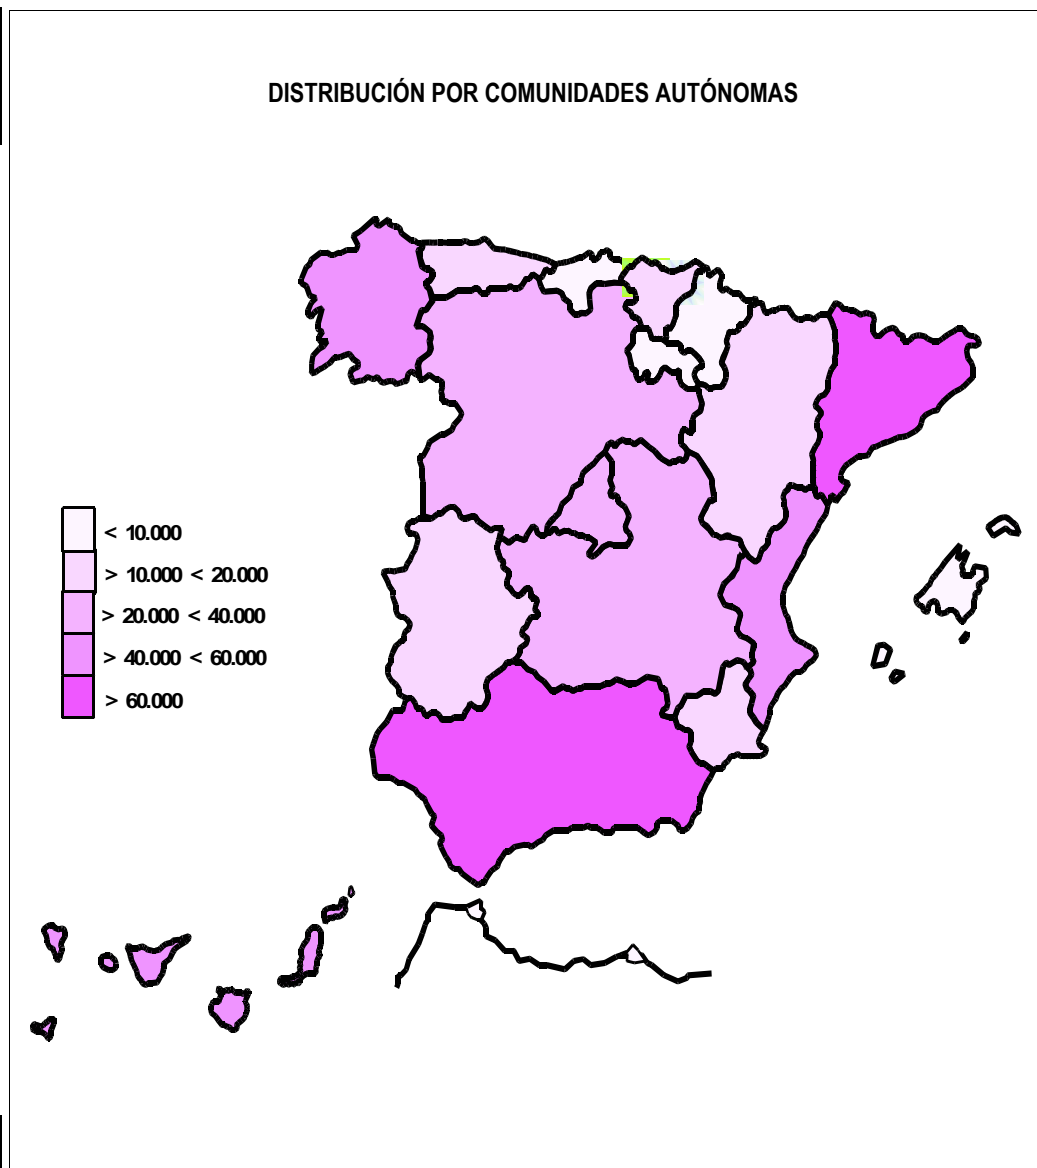 DISTRIBUCIÓN POR COMUNIDADES AUTÓNOMAS
< 10.000
> 10.000 < 20.000
> 20.000 < 40.000
> 40.000 < 60.000
> 60.000